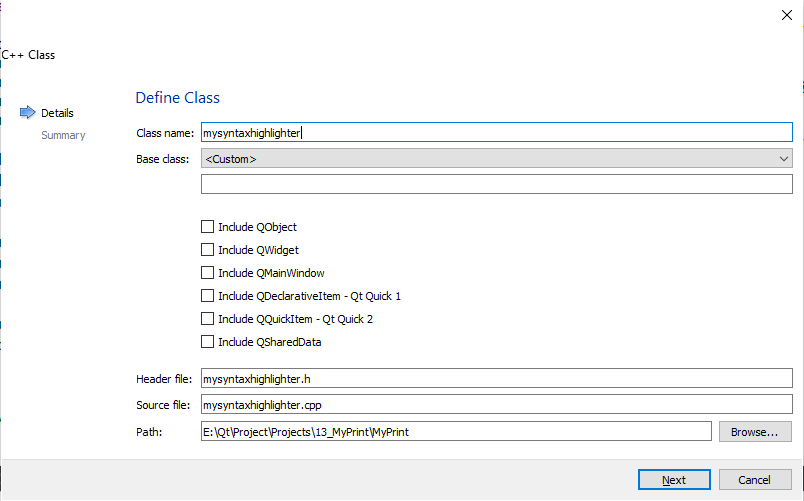 C++ Class
Define Class
Details
Summary
Class name: mysyntaxhighlighter
Base class: <Custom>
Include QObject
Include QWidget
Include QMainWindow
Include QDeclarativeItem - Qt Quick 1
Include QQuickItem - Qt Quick 2
Include QSharedData
Header file: mysyntaxhighlighter.h
Source file: mysyntaxhighlighter.cpp
Path: E:\Qt\Project\Projects\13_MyPrint\MyPrint Browse...
Next Cancel